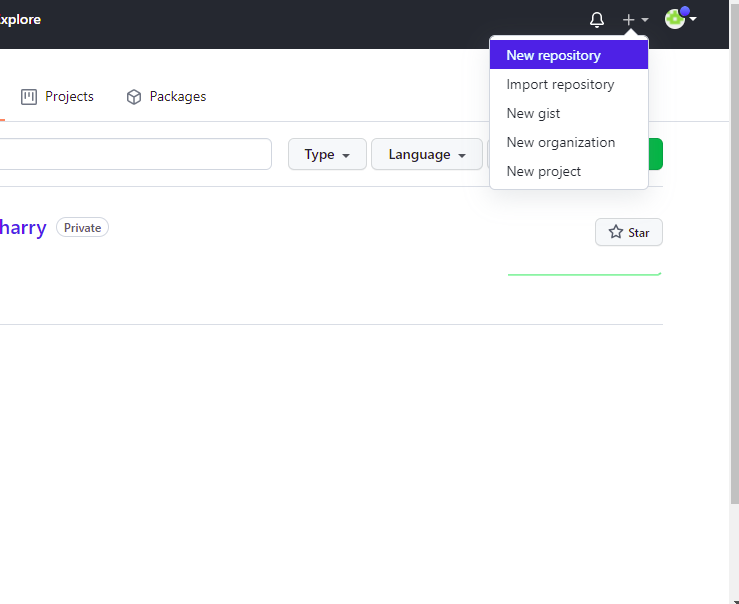 xplore
New repository
Import repository
New gist
New organization
New project
Projects
Packages
Type
Language
harry
Private
Star